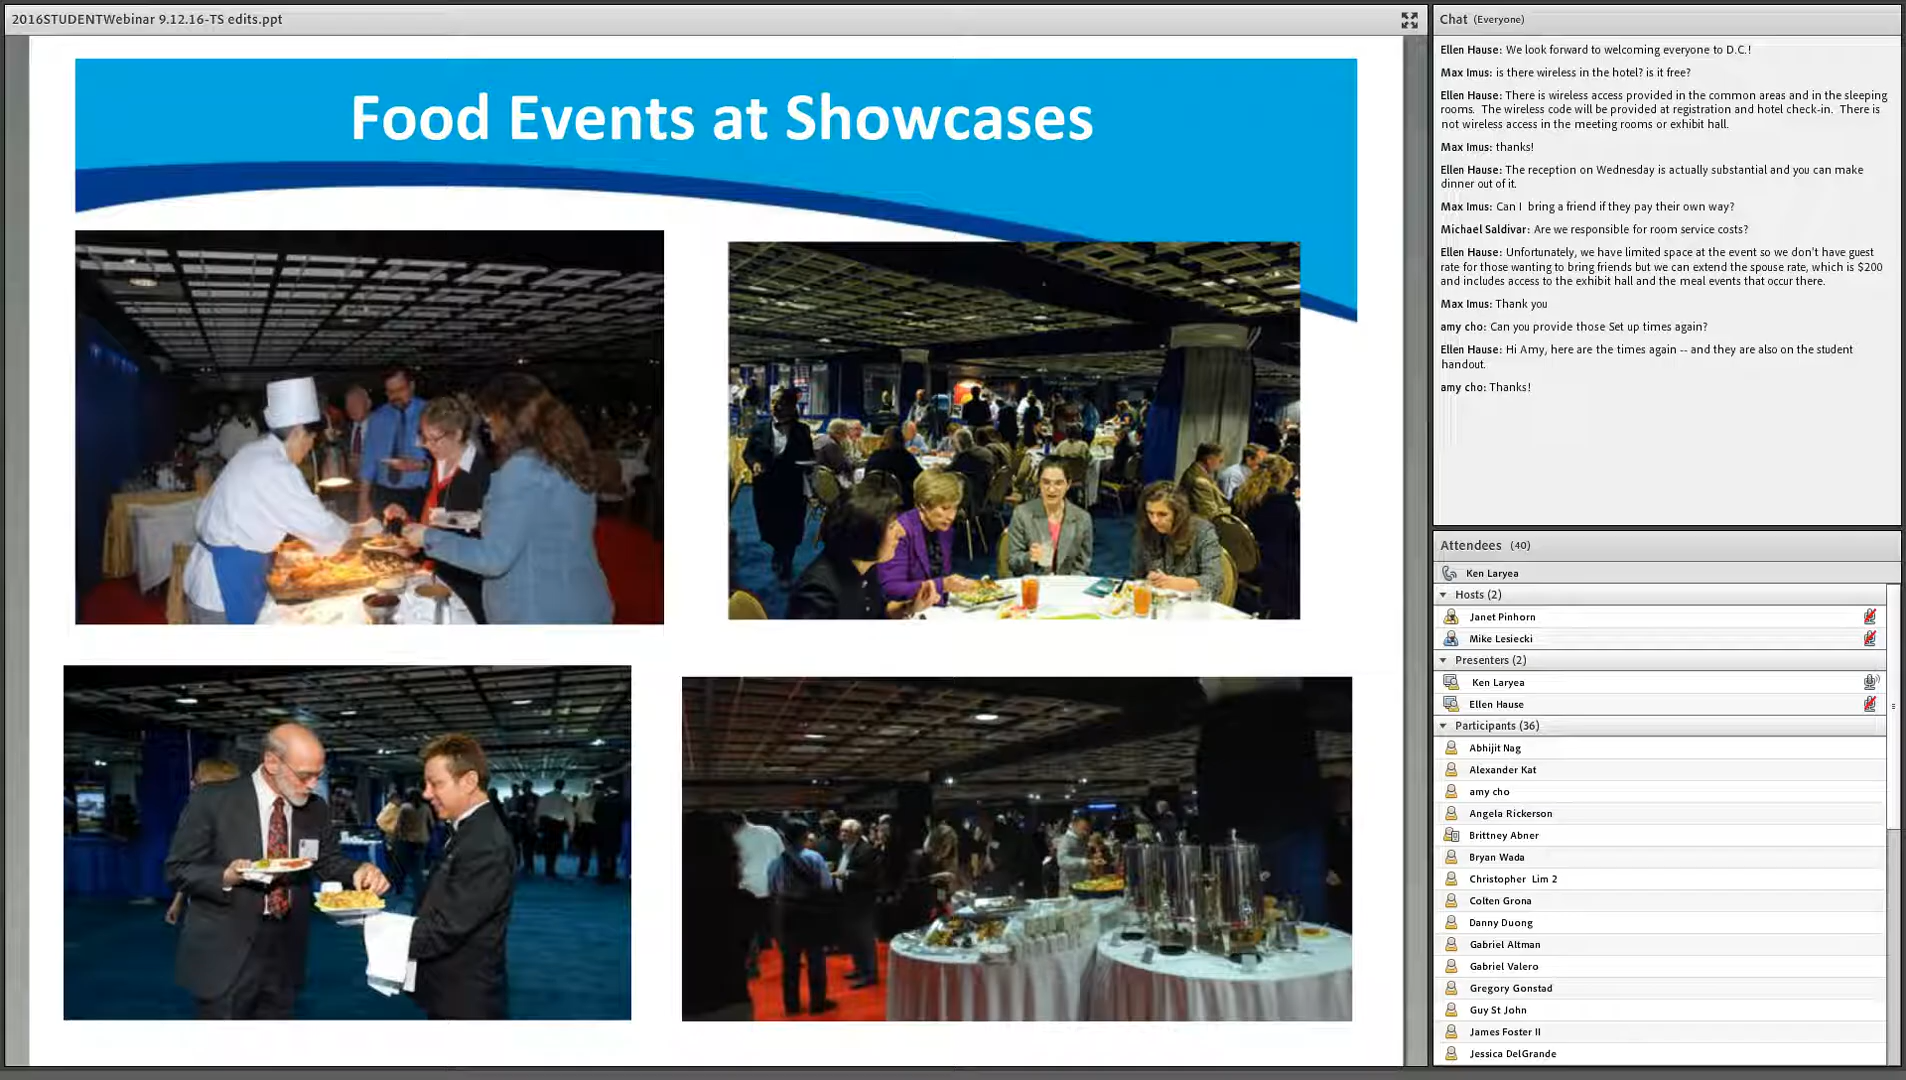 2016STUDENTWebinar 9.12.16-TS edits.ppt
Food Events at Showcases
Chat (Everyone)
Ellen Hause: We look forward to welcoming everyone to D.C.!
Max Imus: is there wireless in the hotel? is it free?
Ellen Hause: There is wireless access provided in the common areas and in the sleeping
rooms. The wireless code will be provided at registration and hotel check-in. There is
not wireless access in the meeting rooms or exhibit hall.
Max Imus: thanks!
Ellen Hause: The reception on Wednesday is actually substantial and you can make
dinner out of it.
Max Imus: Can I bring a friend if they pay their own way?
Michael Saldivar: Are we responsible for room service costs?
Ellen Hause: Unfortunately, we have limited space at the event so we don't have guest
rate for those wanting to bring friends but we can extend the spouse rate, which is $200
and includes access to the exhibit hall and the meal events that occur there.
Max Imus: Thank you
amy cho: Can you provide those Set up times again?
Ellen Hause: Hi Amy, here are the times again -- and they are also on the student
handout.
amy cho: Thanks!
Attendees (40)
Ken Laryea
Hosts (2)
Janet Pinhorn
Mike Lesiecki
Presenters (2)
Ken Laryea
Ellen Hause
Participants (36)
Abhijit Nag
Alexander Kat
amy cho
Angela Rickerson
Brittney Abner
Bryan Wada
Christopher Lim 2
Colten Grona
Danny Duong
Gabriel Altman
Gabriel Valero
Gregory Gonstad
Guy St John
James Foster II
Jessica DelGrande